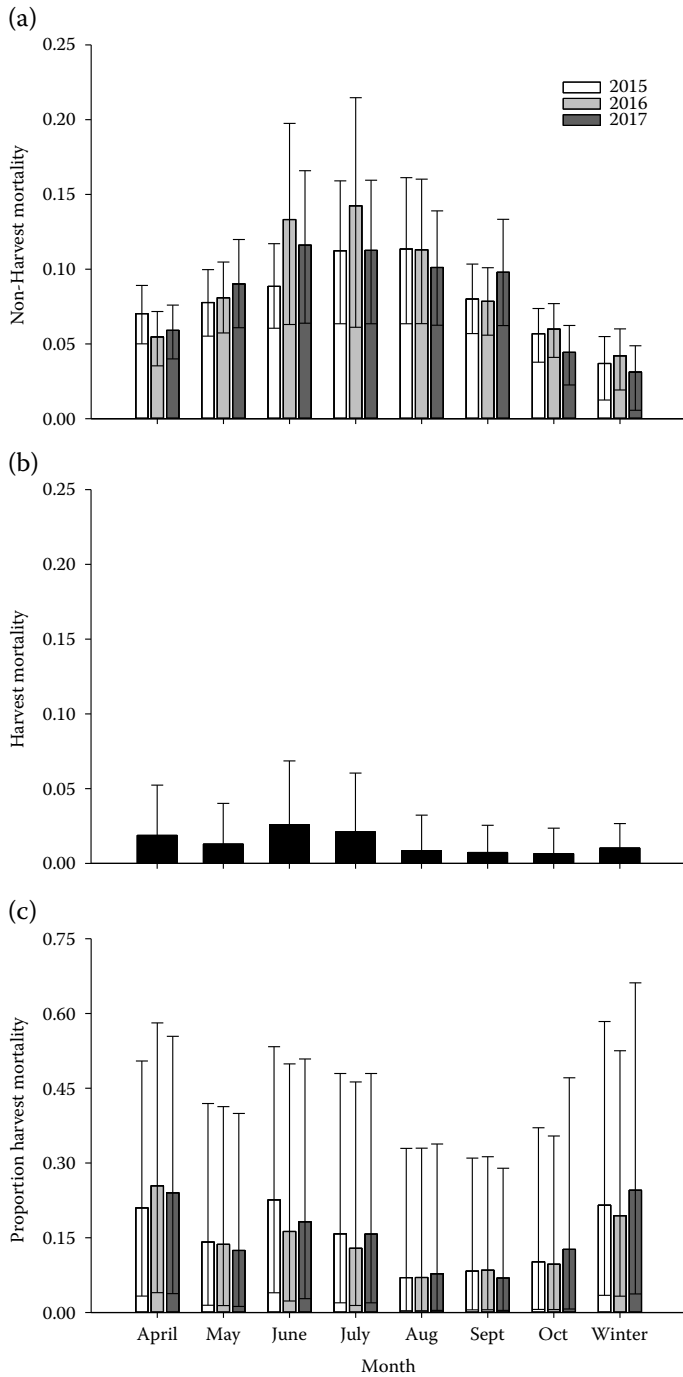 (a)
0.25
2015
2016
2017
0.20
0.15
0.10
0.05
0.00
Non-Harvest mortality
(b)
0.25
0.20
0.15
0.10
0.05
0.00
Harvest mortality
(c)
0.75
0.60
0.45
0.30
0.15
0.00
Proportion harvest mortality
April May June July Aug Sept Oct Winter
Month